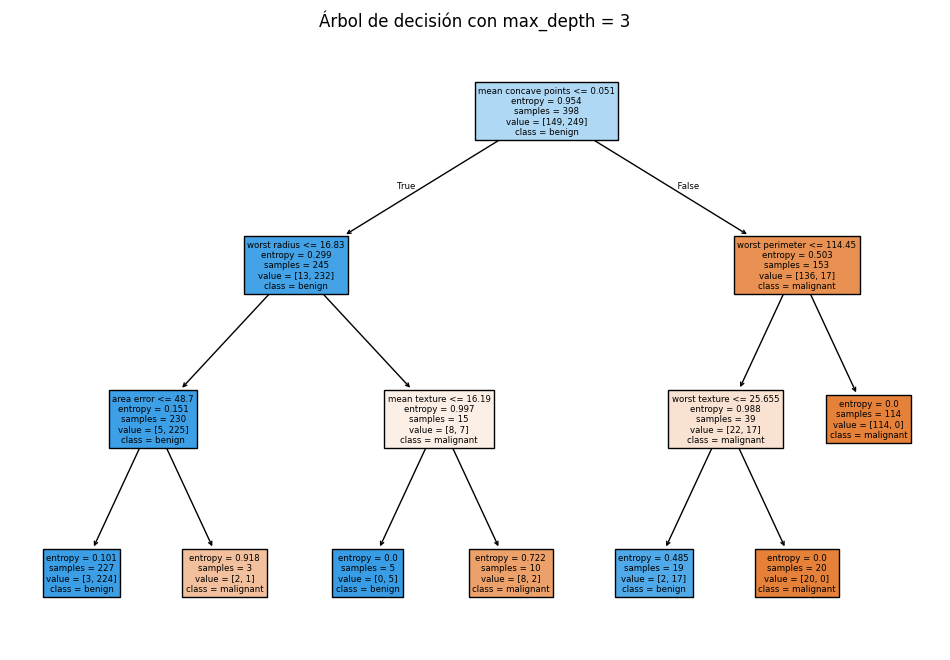 Árbol de decisión con max_depth = 3
mean concave points <= 0.051
entropy = 0.954
samples = 398
value = [149, 249]
class = benign
True
False
worst radius <= 16.83
entropy = 0.299
samples = 245
value = [13, 232]
class = benign
worst perimeter <= 114.45
entropy = 0.503
samples = 153
value = [136, 17]
class = malignant
area error <= 48.7
entropy = 0.151
samples = 230
value = [5, 225]
class = benign
mean texture <= 16.19
entropy = 0.997
samples = 15
value = [8, 7]
class = malignant
worst texture <= 25.655
entropy = 0.988
samples = 39
value = [22, 17]
class = malignant
entropy = 0.0
samples = 114
value = [114, 0]
class = malignant
entropy = 0.101
samples = 227
value = [3, 224]
class = benign
entropy = 0.918
samples = 3
value = [2, 1]
class = malignant
entropy = 0.0
samples = 5
value = [0, 5]
class = benign
entropy = 0.722
samples = 10
value = [8, 2]
class = malignant
entropy = 0.485
samples = 19
value = [2, 17]
class = benign
entropy = 0.0
samples = 20
value = [20, 0]
class = malignant